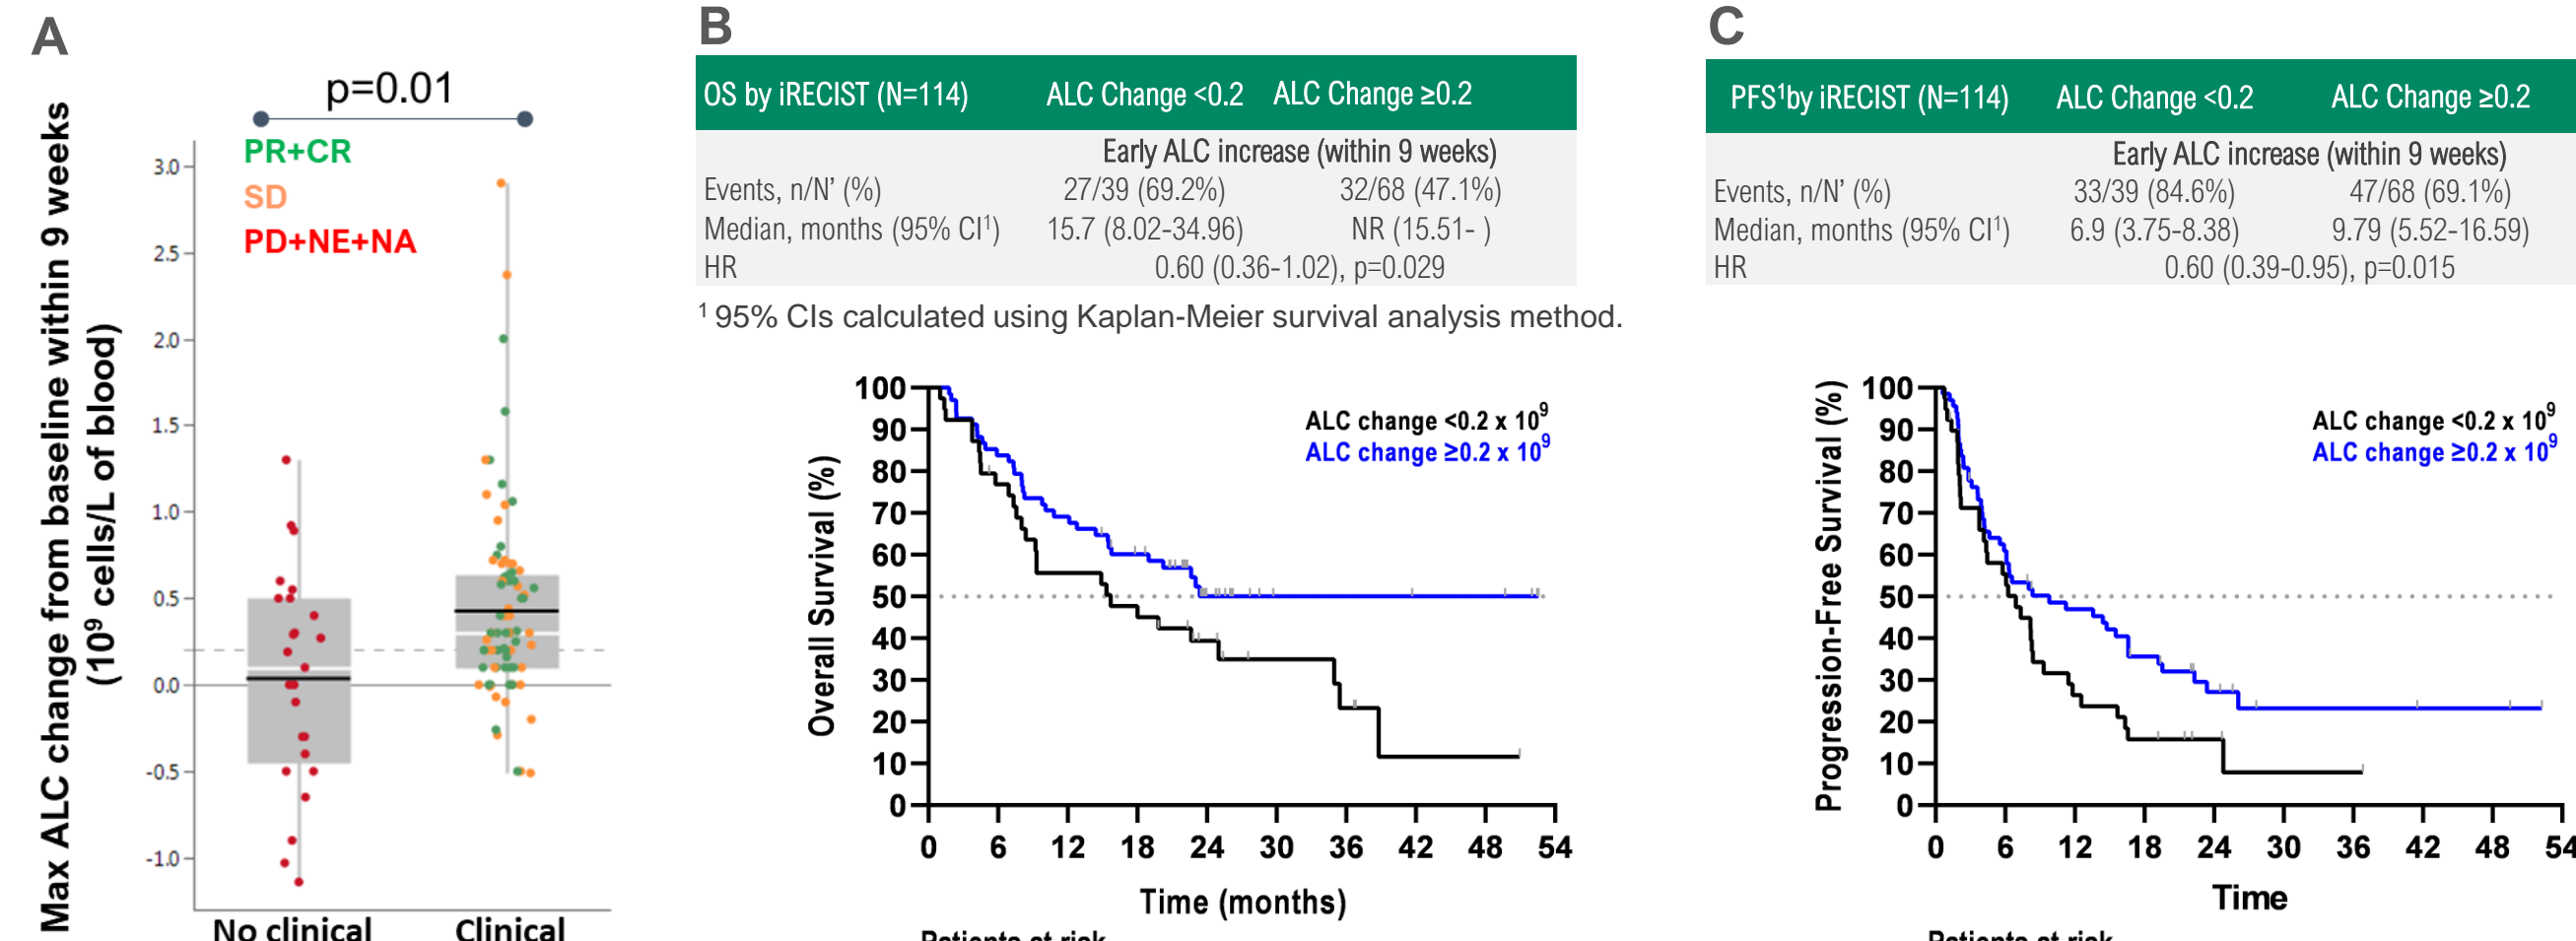 A
Max ALC change from baseline within 9 weeks
(10⁹ cells/L of blood)
p=0.01
PR+CR
SD
PD+NE+NA
3.0
2.5
2.0
1.5
1.0
0.5
0.0
-0.5
-1.0
No clinical
Clinical
B
OS by iRECIST (N=114) ALC Change <0.2 ALC Change ≥0.2
Early ALC increase (within 9 weeks)
Events, n/N’ (%) 27/39 (69.2%) 32/68 (47.1%)
Median, months (95% CI¹) 15.7 (8.02-34.96) NR (15.51- )
HR 0.60 (0.36-1.02), p=0.029
¹ 95% CIs calculated using Kaplan-Meier survival analysis method.
Overall Survival (%)
ALC change <0.2 x 10⁹
ALC change ≥0.2 x 10⁹
100
90
80
70
60
50
40
30
20
10
0
0 6 12 18 24 30 36 42 48 54
Time (months)
Patients at risk
C
PFS¹by iRECIST (N=114) ALC Change <0.2 ALC Change ≥0.2
Early ALC increase (within 9 weeks)
Events, n/N’ (%) 33/39 (84.6%) 47/68 (69.1%)
Median, months (95% CI¹) 6.9 (3.75-8.38) 9.79 (5.52-16.59)
HR 0.60 (0.39-0.95), p=0.015
Progression-Free Survival (%)
ALC change <0.2 x 10⁹
ALC change ≥0.2 x 10⁹
100
90
80
70
60
50
40
30
20
10
0
0 6 12 18 24 30 36 42 48 54
Time
Patients at risk